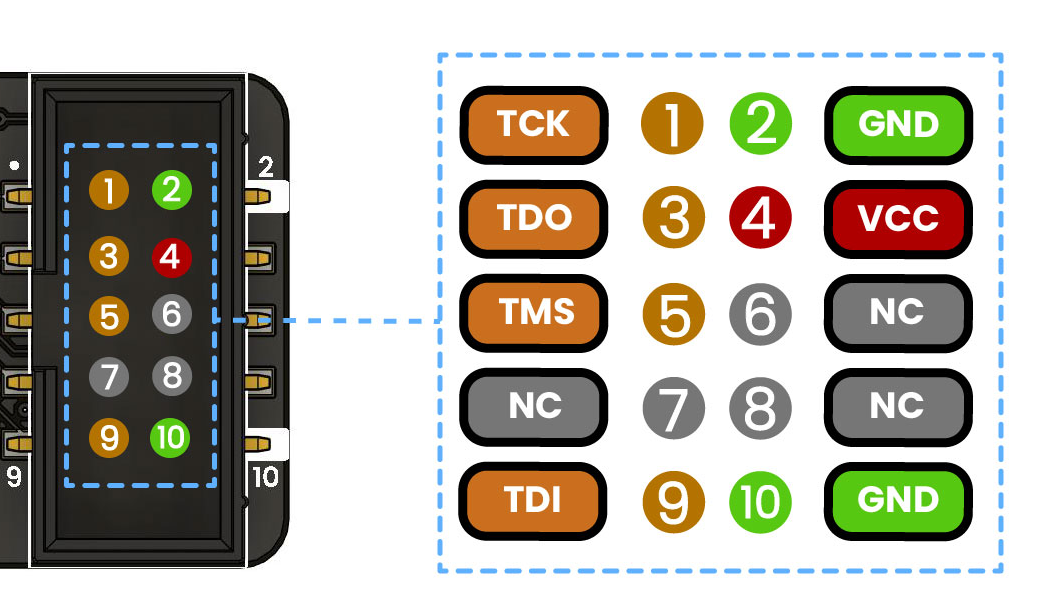 TCK 1 2 GND
2
1 2
TDO 3 4 VCC
3 4
TMS 5 6 NC
5 6
7 8
NC 7 8 NC
9 10
9 10
TDI 9 10 GND